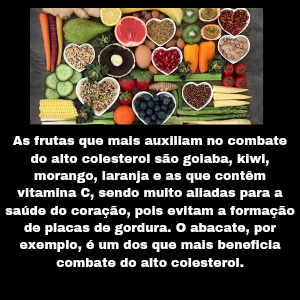 As frutas que mais auxiliam no combate
do alto colesterol são goiaba, kiwi,
morango, laranja e as que contêm
vitamina C, sendo muito aliadas para a
saúde do coração, pois evitam a formação
de placas de gordura. O abacate, por
exemplo, é um dos que mais beneficia
combate do alto colesterol.